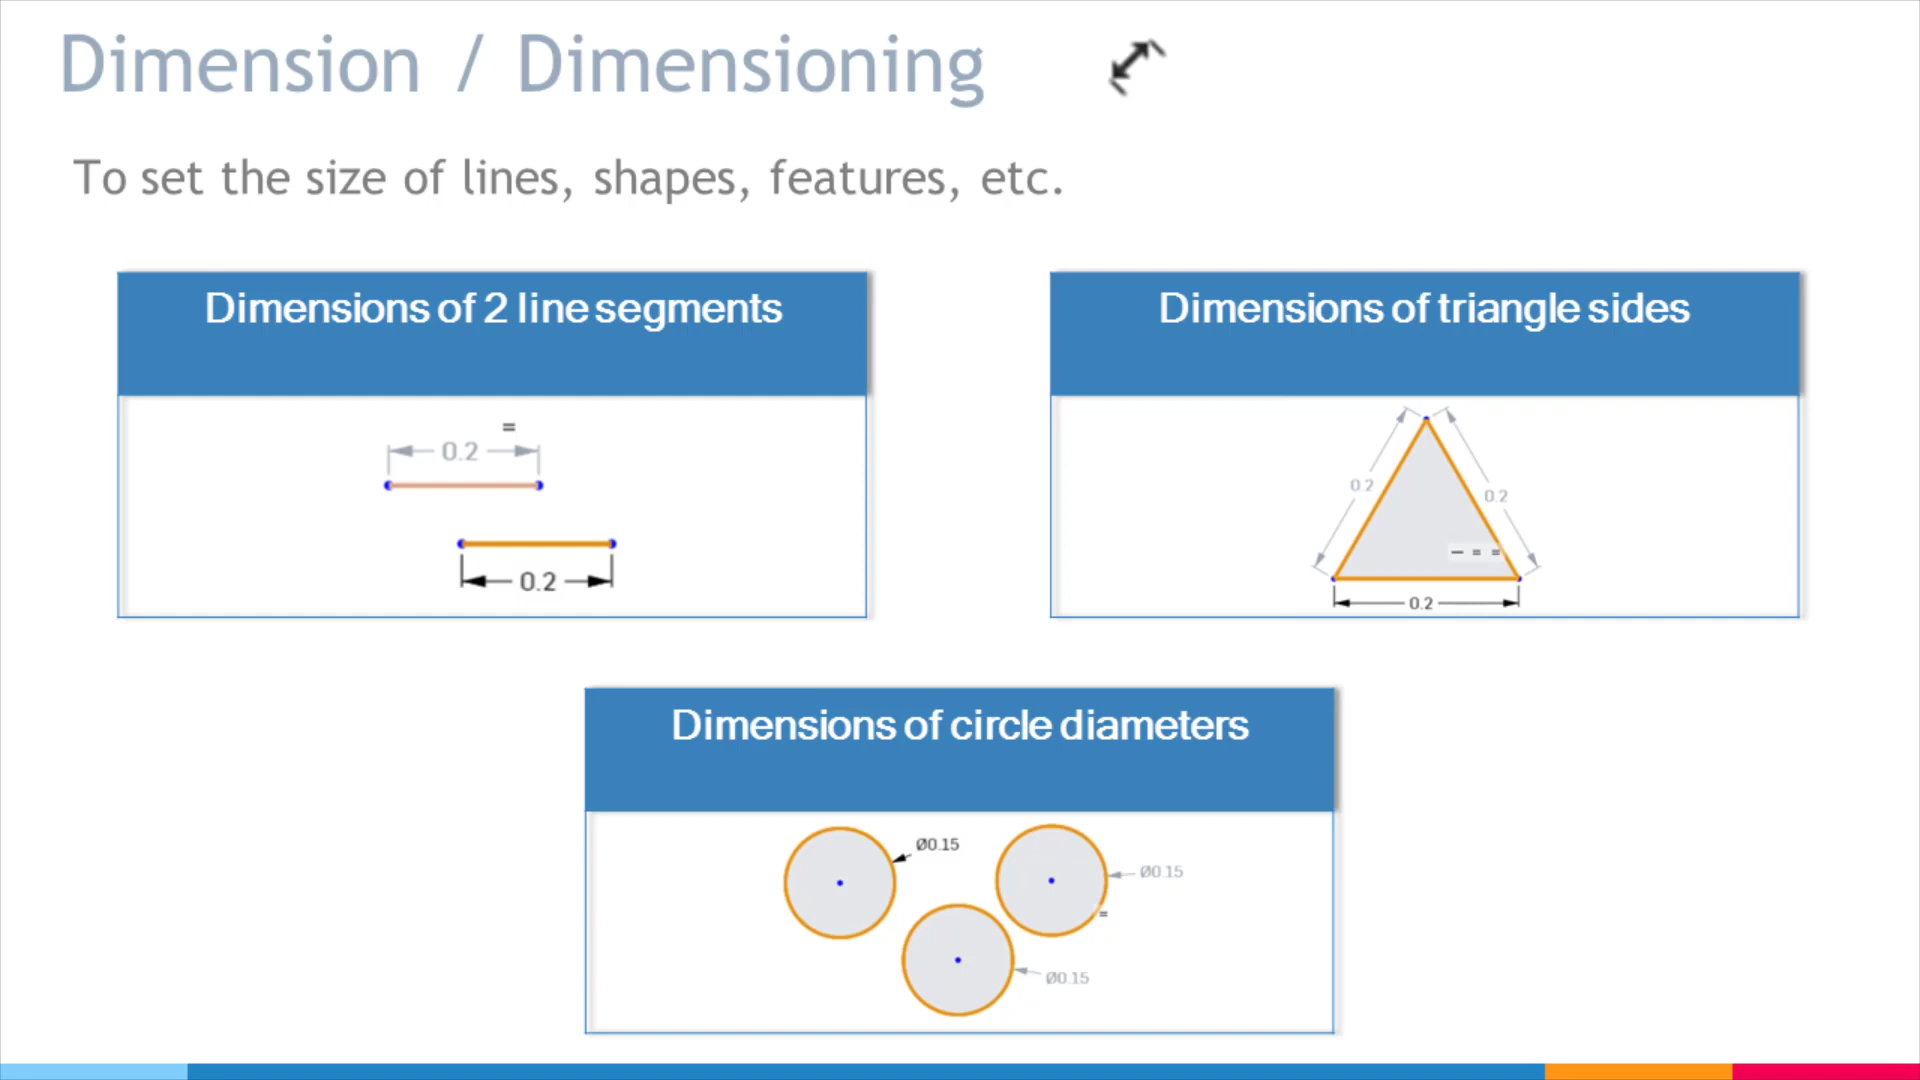 Dimension / Dimensioning
To set the size of lines, shapes, features, etc.
Dimensions of 2 line segments
=
0.2
0.2
Dimensions of triangle sides
0.2
0.2
— = =
0.2
Dimensions of circle diameters
Ø0.15
Ø0.15
=
Ø0.15